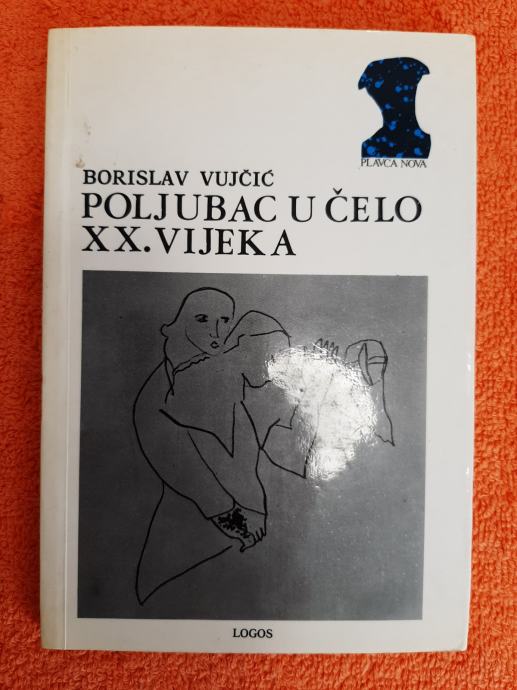 PLAVCA NOVA
BORISLAV VUJČIĆ
POLJUBAC U ČELO
XX. VIJEKA
LOGOS